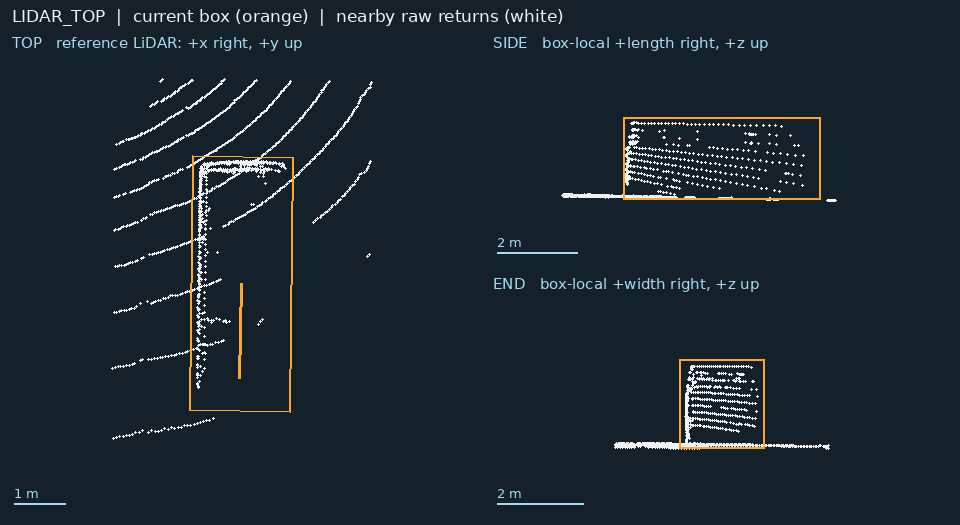 LIDAR_TOP | current box (orange) | nearby raw returns (white)
TOP reference LiDAR: +x right, +y up
SIDE box-local +length right, +z up
2 m
END box-local +width right, +z up
1 m
2 m